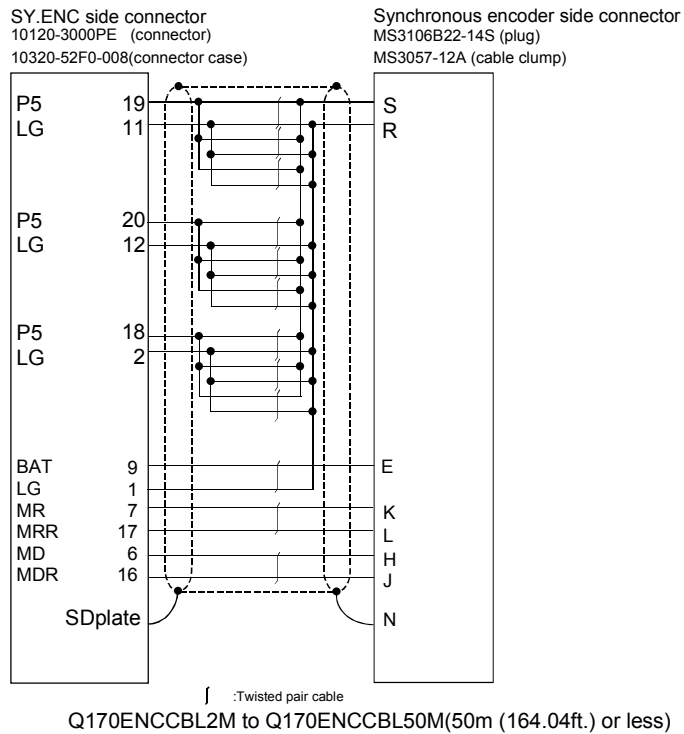 SY.ENC side connector
10120-3000PE (connector)
10320-52F0-008(connector case)
Synchronous encoder side connector
MS3106B22-14S (plug)
MS3057-12A (cable clump)
P5 19 S
LG 11 R
P5 20
LG 12
P5 18
LG 2
BAT 9 E
LG 1
MR 7 K
MRR 17 L
MD 6 H
MDR 16 J
SDplate N
:Twisted pair cable
Q170ENCCBL2M to Q170ENCCBL50M(50m (164.04ft.) or less)